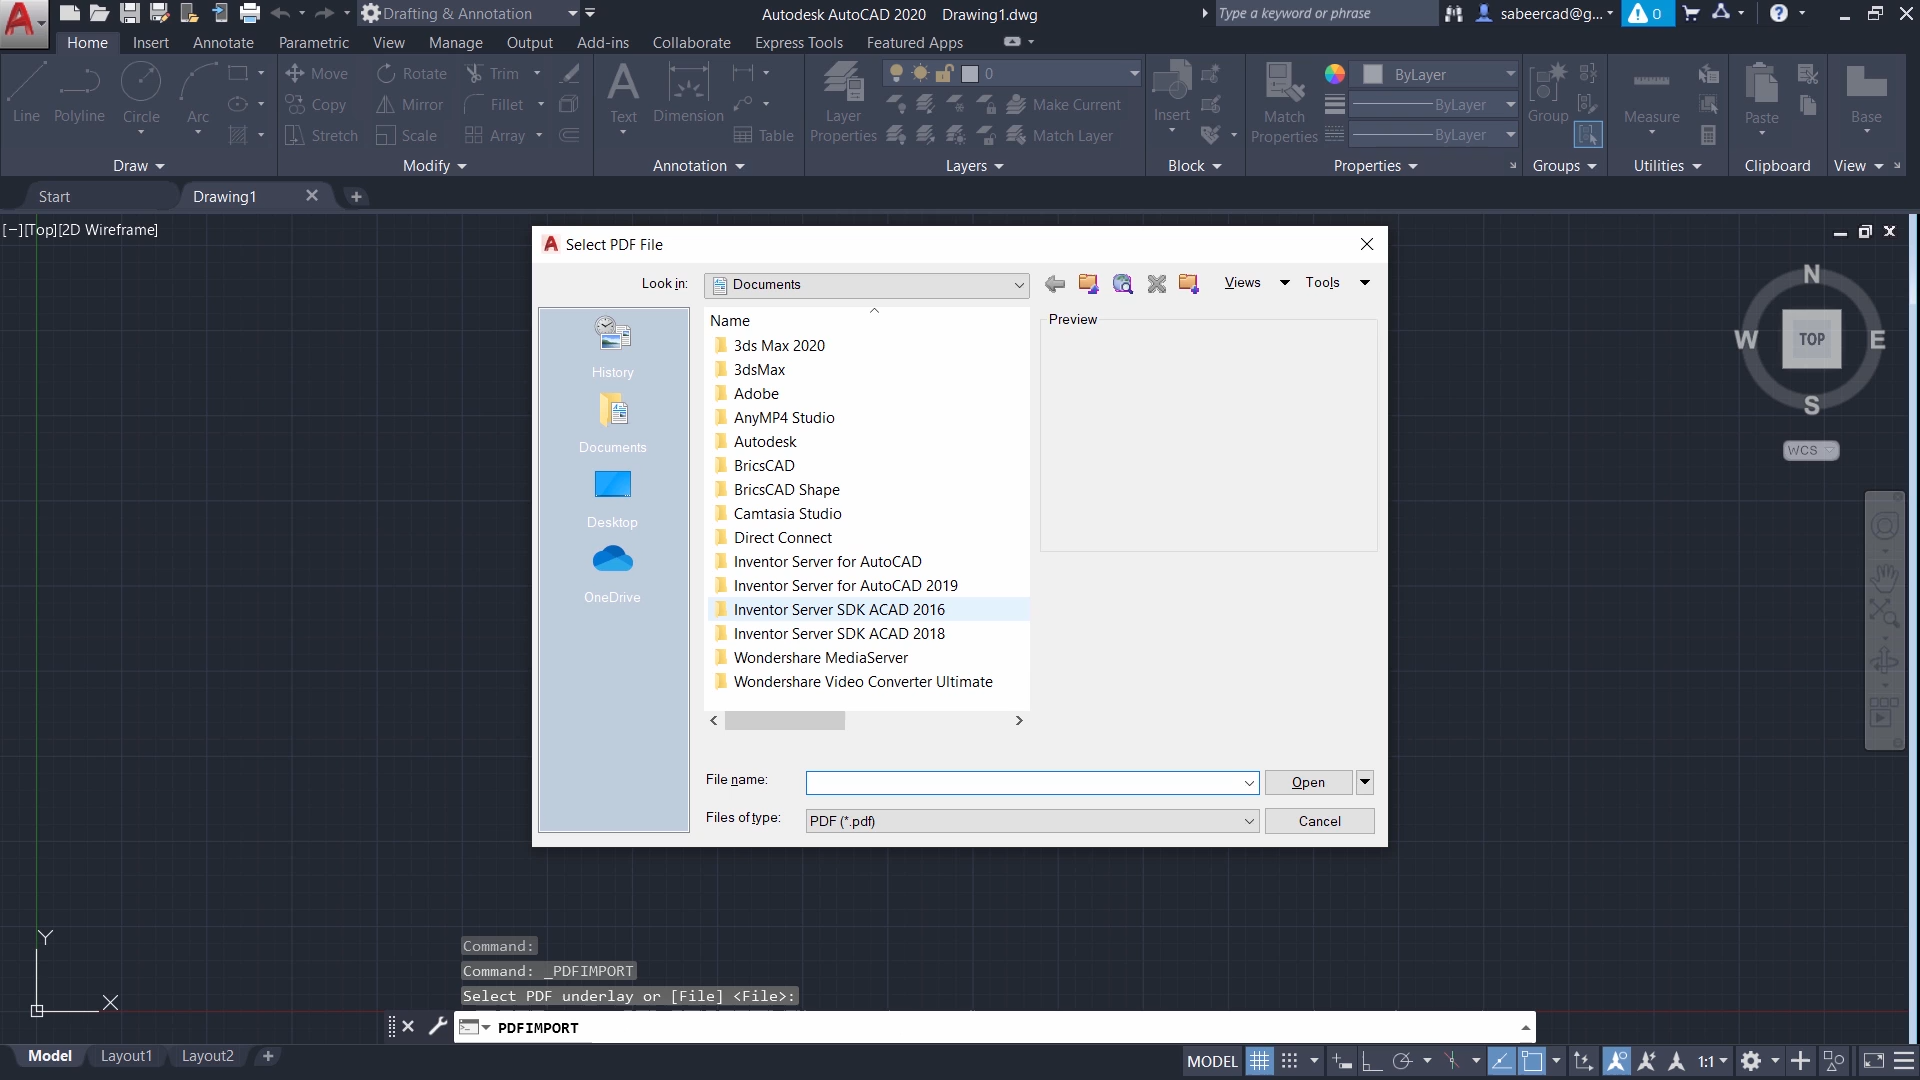 Drafting & Annotation
Autodesk AutoCAD 2020 Drawing1.dwg
Type a keyword or phrase
sabeercad@g...
0
Home Insert Annotate Parametric View Manage Output Add-ins Collaborate Express Tools Featured Apps
Line
Polyline
Circle
Arc
Draw
Move
Rotate
Trim
Copy
Mirror
Fillet
Stretch
Scale
Array
Modify
Text
Dimension
Table
Annotation
Layer
Properties
0
Make Current
Match Layer
Layers
Insert
Block
Match
Properties
ByLayer
ByLayer
ByLayer
Properties
Group
Groups
Measure
Utilities
Paste
Clipboard
Base
View
Start
Drawing1
[−][Top][2D Wireframe]
N
W
TOP
E
S
WCS
Select PDF File
Look in:
Documents
Views
Tools
History
Documents
Desktop
OneDrive
Name
3ds Max 2020
3dsMax
Adobe
AnyMP4 Studio
Autodesk
BricsCAD
BricsCAD Shape
Camtasia Studio
Direct Connect
Inventor Server for AutoCAD
Inventor Server for AutoCAD 2019
Inventor Server SDK ACAD 2016
Inventor Server SDK ACAD 2018
Wondershare MediaServer
Wondershare Video Converter Ultimate
Preview
File name:
Open
Files of type:
PDF (*.pdf)
Cancel
Y
X
Command:
Command: _PDFIMPORT
Select PDF underlay or [File] <File>:
PDFIMPORT
Model Layout1 Layout2
MODEL
1:1